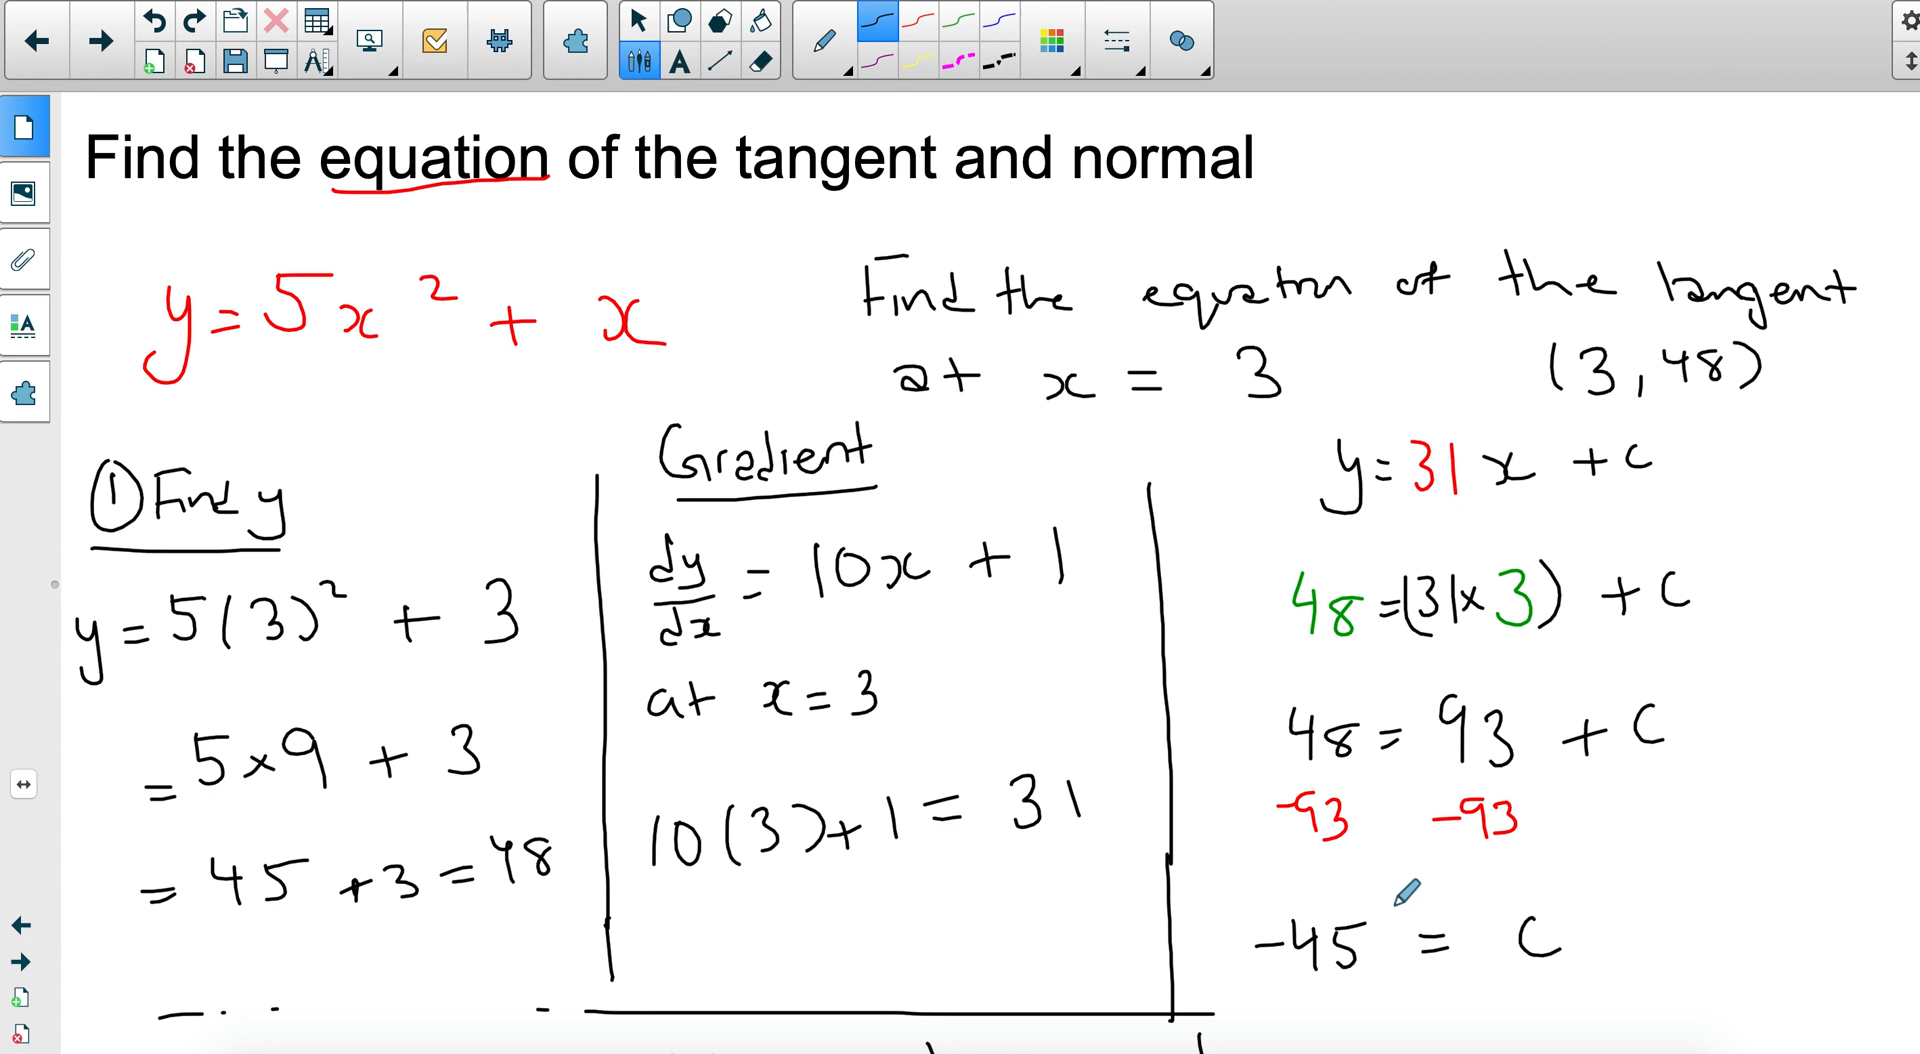 Find the equation of the tangent and normal
y = 5x² + x
Find the equation of the tangent
at x = 3 (3, 48)
① Find y
y = 5(3)² + 3
= 5 × 9 + 3
= 45 + 3 = 48
Gradient
dy/dx = 10x + 1
at x = 3
10(3) + 1 = 31
y = 31x + c
48 = (31 × 3) + c
48 = 93 + c
-93 -93
-45 = c